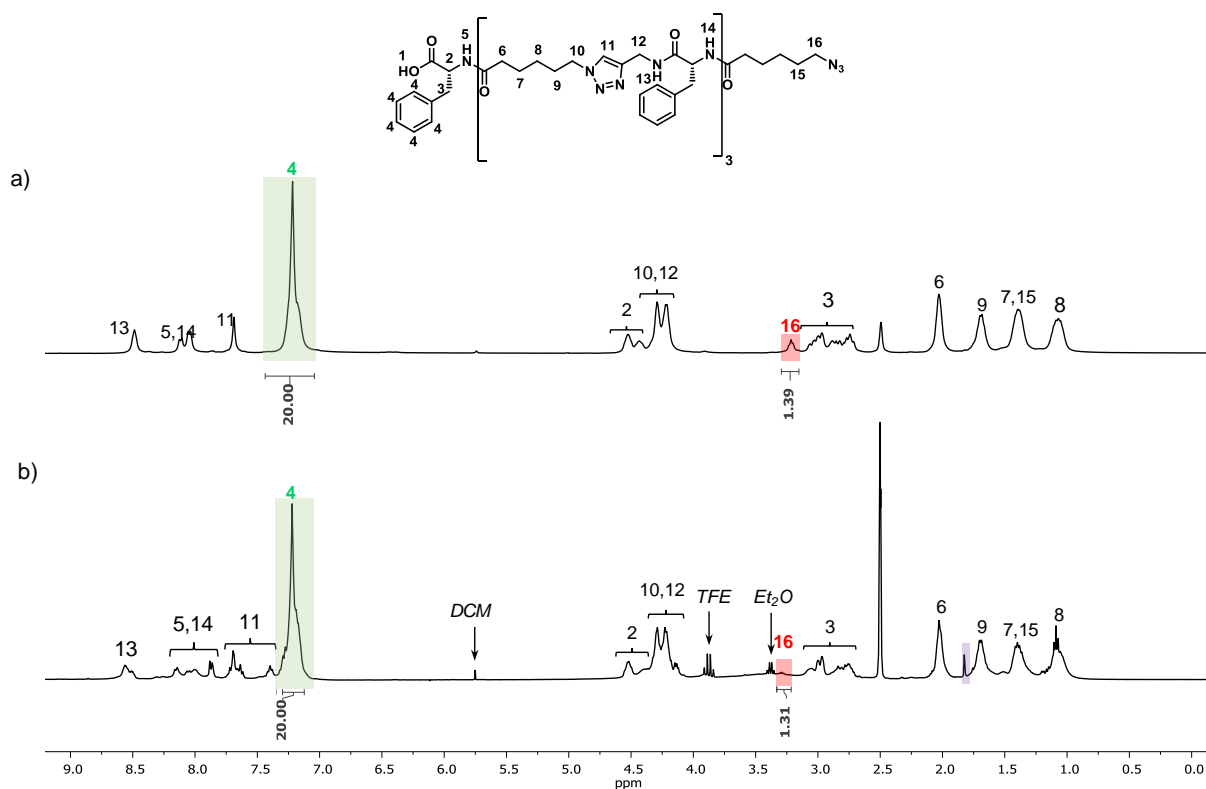 1 O 2 5 H N 6 7 8 9 10 11 12 O 14 H N 16
OH 3 O N N N N H 13 O 15 N3
4 4 4 4 4
3
a)
4
13 5,14 11 2 10,12 16 3 6 9 7,15 8
20.00 1.39
b)
4
13 5,14 11 DCM 2 10,12 TFE Et2O 16 3 6 9 7,15 8
20.00 1.31
9.0 8.5 8.0 7.5 7.0 6.5 6.0 5.5 5.0 4.5 4.0 3.5 3.0 2.5 2.0 1.5 1.0 0.5 0.0
ppm